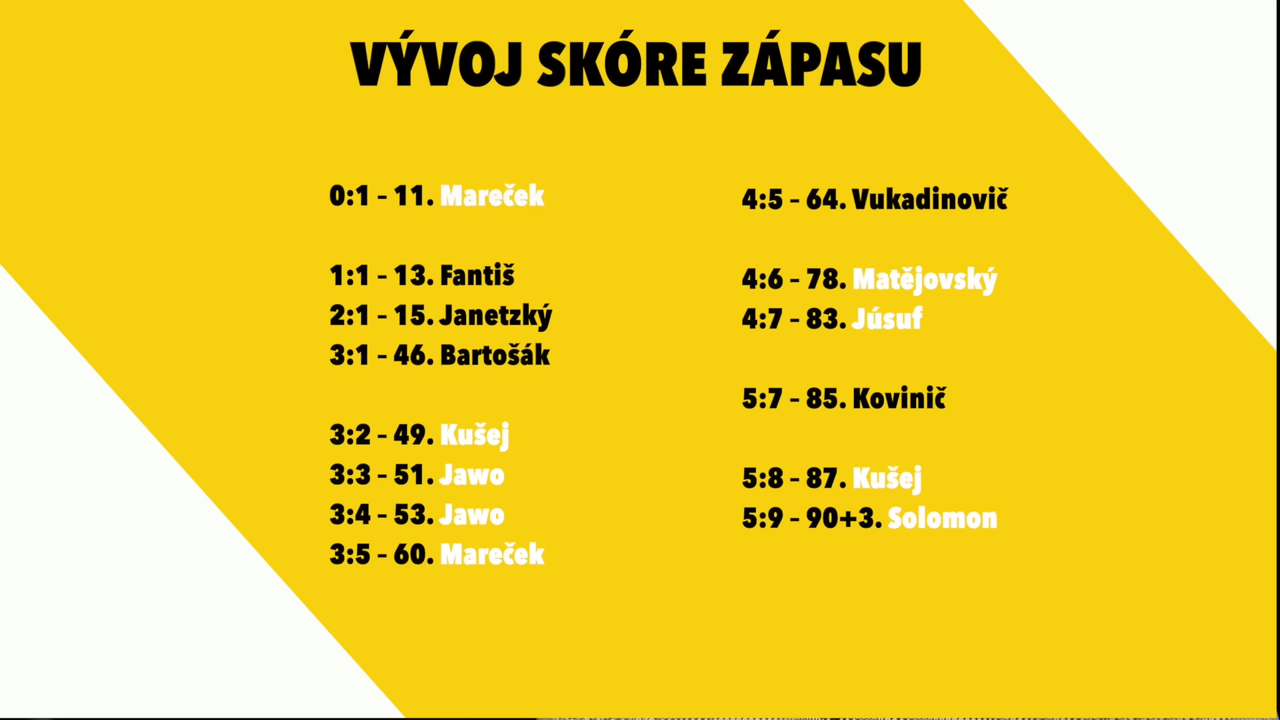 VÝVOJ SKÓRE ZÁPASU
0:1 - 11. Mareček
1:1 - 13. Fantiš
2:1 - 15. Janetzký
3:1 - 46. Bartošák
3:2 - 49. Kušej
3:3 - 51. Jawo
3:4 - 53. Jawo
3:5 - 60. Mareček
4:5 - 64. Vukadinovič
4:6 - 78. Matějovský
4:7 - 83. Júsuf
5:7 - 85. Kovinič
5:8 - 87. Kušej
5:9 - 90+3. Solomon